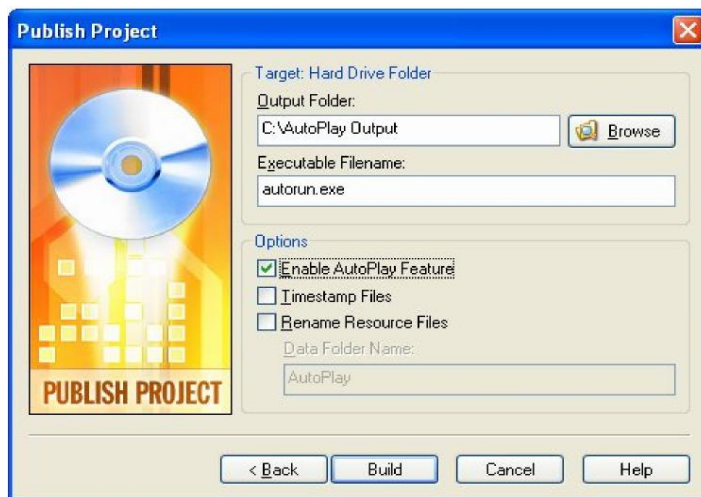 Publish Project
Target: Hard Drive Folder
Output Folder:
C:\AutoPlay Output
Browse
Executable Filename:
autorun.exe
Options
Enable AutoPlay Feature
Timestamp Files
Rename Resource Files
Data Folder Name:
AutoPlay
PUBLISH PROJECT
< Back
Build
Cancel
Help